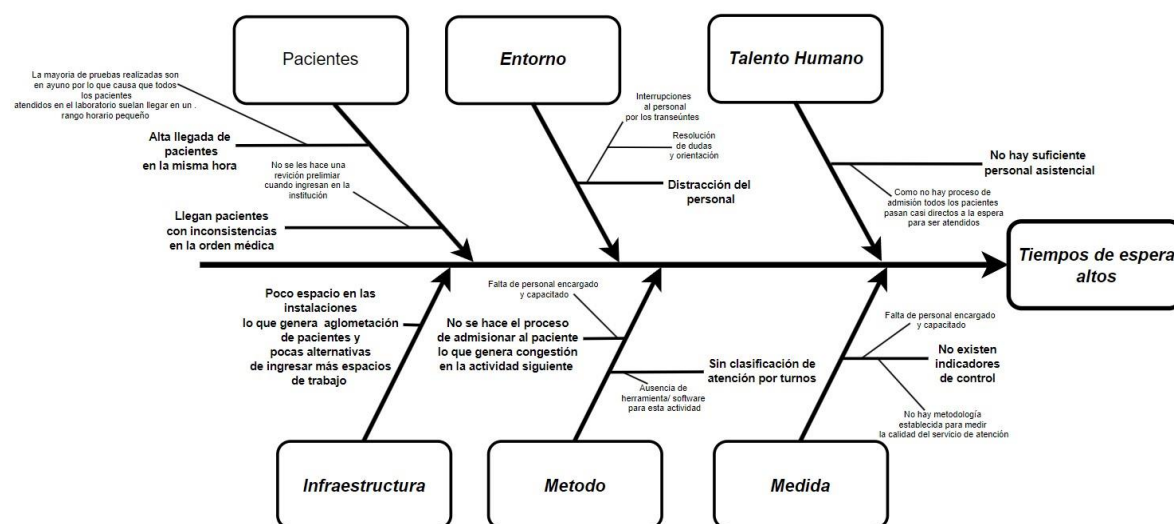 Pacientes
Entorno
Talento Humano
La mayoria de pruebas realizadas son
en ayuno por lo que causa que todos
los pacientes
atendidos en el laboratorio suelan llegar en un .
rango horario pequeño
Alta llegada de
pacientes
en la misma hora
No se les hace una
revición prelimiar
cuando ingresan en la
institución
Llegan pacientes
con inconsistencias
en la orden médica
Interrupciones
al personal
por los transeúntes
Resolución
de dudas
y orientación
Distracción del
personal
No hay suficiente
personal asistencial
Como no hay proceso de
admisión todos los pacientes
pasan casi directos a la espera
para ser atendidos
Tiempos de espera
altos
Poco espacio en las
instalaciones
lo que genera aglometación
de pacientes y
pocas alternativas
de ingresar más espacios
de trabajo
Falta de personal encargado
y capacitado
No se hace el proceso
de admisionar al paciente
lo que genera congestión
en la actividad siguiente
Sin clasificación de
atención por turnos
Ausencia de
herramienta/ software
para esta actividad
Falta de personal encargado
y capacitado
No existen
indicadores
de control
No hay metodología
establecida para medir
la calidad del servicio de atención
Infraestructura
Metodo
Medida